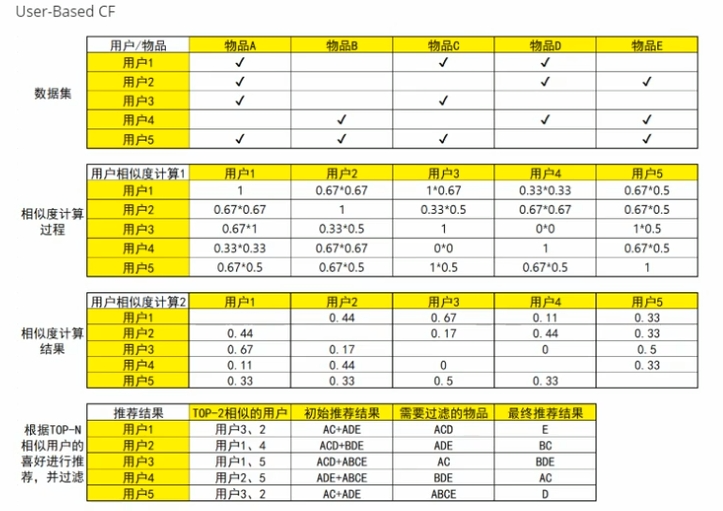 User-Based CF
用户/物品 物品A 物品B 物品C 物品D 物品E
数据集
用户1 ✓ ✓ ✓
用户2 ✓ ✓ ✓
用户3 ✓ ✓
用户4 ✓ ✓ ✓
用户5 ✓ ✓ ✓ ✓
相似度计算
过程
用户相似度计算1 用户1 用户2 用户3 用户4 用户5
用户1 1 0.67*0.67 1*0.67 0.33*0.33 0.67*0.5
用户2 0.67*0.67 1 0.33*0.5 0.67*0.67 0.67*0.5
用户3 0.67*1 0.33*0.5 1 0*0 1*0.5
用户4 0.33*0.33 0.67*0.67 0*0 1 0.67*0.5
用户5 0.67*0.5 0.67*0.5 1*0.5 0.67*0.5 1
相似度计算
结果
用户相似度计算2 用户1 用户2 用户3 用户4 用户5
用户1 0.44 0.67 0.11 0.33
用户2 0.44 0.17 0.44 0.33
用户3 0.67 0.17 0 0.5
用户4 0.11 0.44 0 0.33
用户5 0.33 0.33 0.5 0.33
根据TOP-N
相似用户的
喜好进行推
荐，并过滤
推荐结果 TOP-2相似的用户 初始推荐结果 需要过滤的物品 最终推荐结果
用户1 用户3、2 AC+ADE ACD E
用户2 用户1、4 ACD+BDE ADE BC
用户3 用户1、5 ACD+ABCE AC BDE
用户4 用户2、5 ADE+ABCE BDE AC
用户5 用户3、2 AC+ADE ABCE D